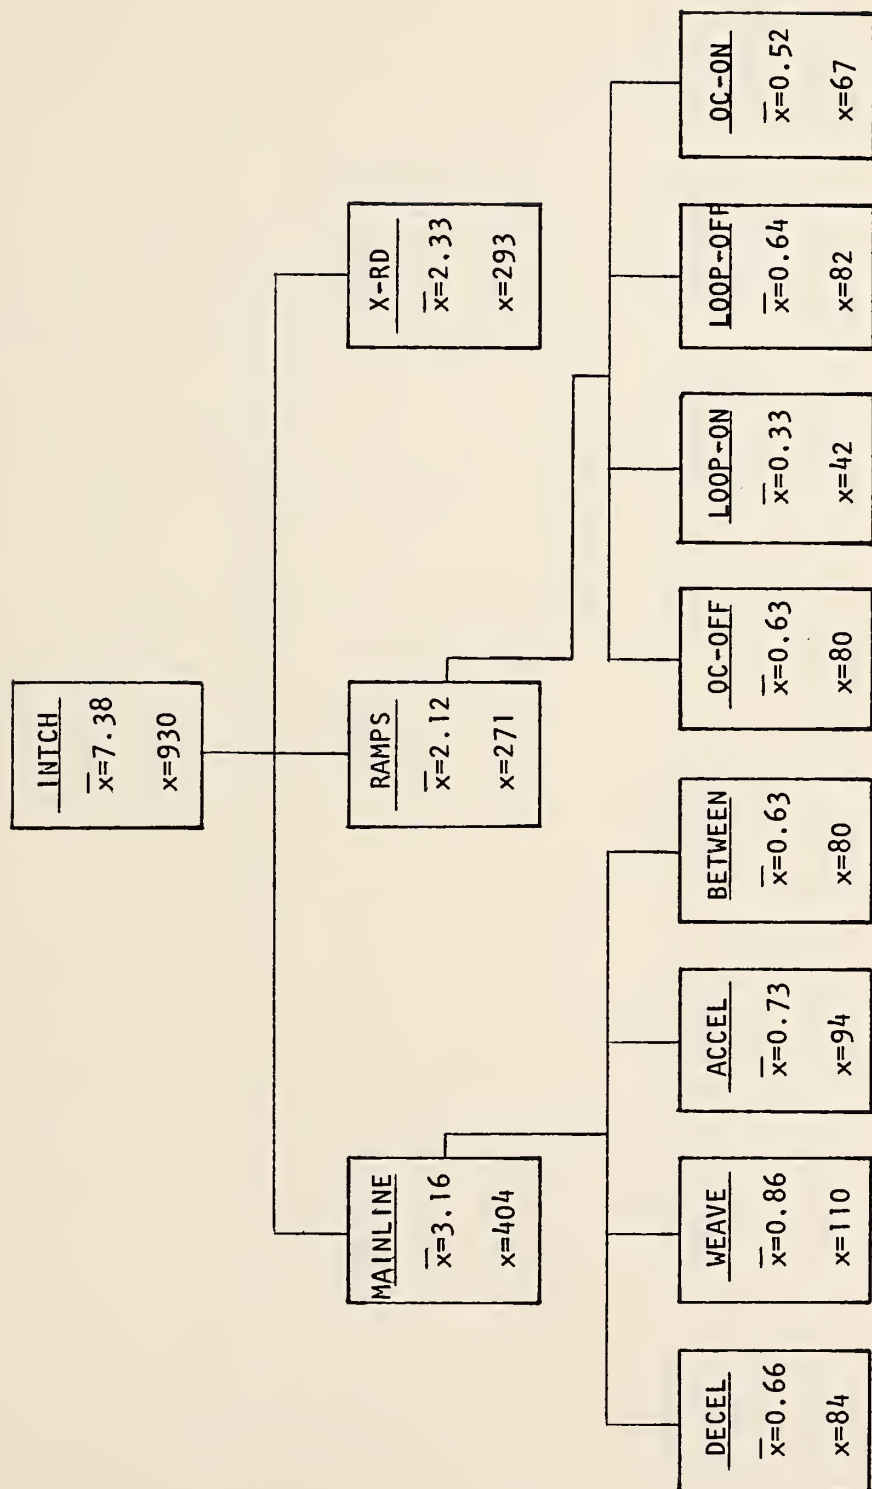 INTCH
x̅=7.38
x=930
MAINLINE
x̅=3.16
x=404
RAMPS
x̅=2.12
x=271
X-RD
x̅=2.33
x=293
DECEL
x̅=0.66
x=84
WEAVE
x̅=0.86
x=110
ACCEL
x̅=0.73
x=94
BETWEEN
x̅=0.63
x=80
OC-OFF
x̅=0.63
x=80
LOOP-ON
x̅=0.33
x=42
LOOP-OFF
x̅=0.64
x=82
OC-ON
x̅=0.52
x=67